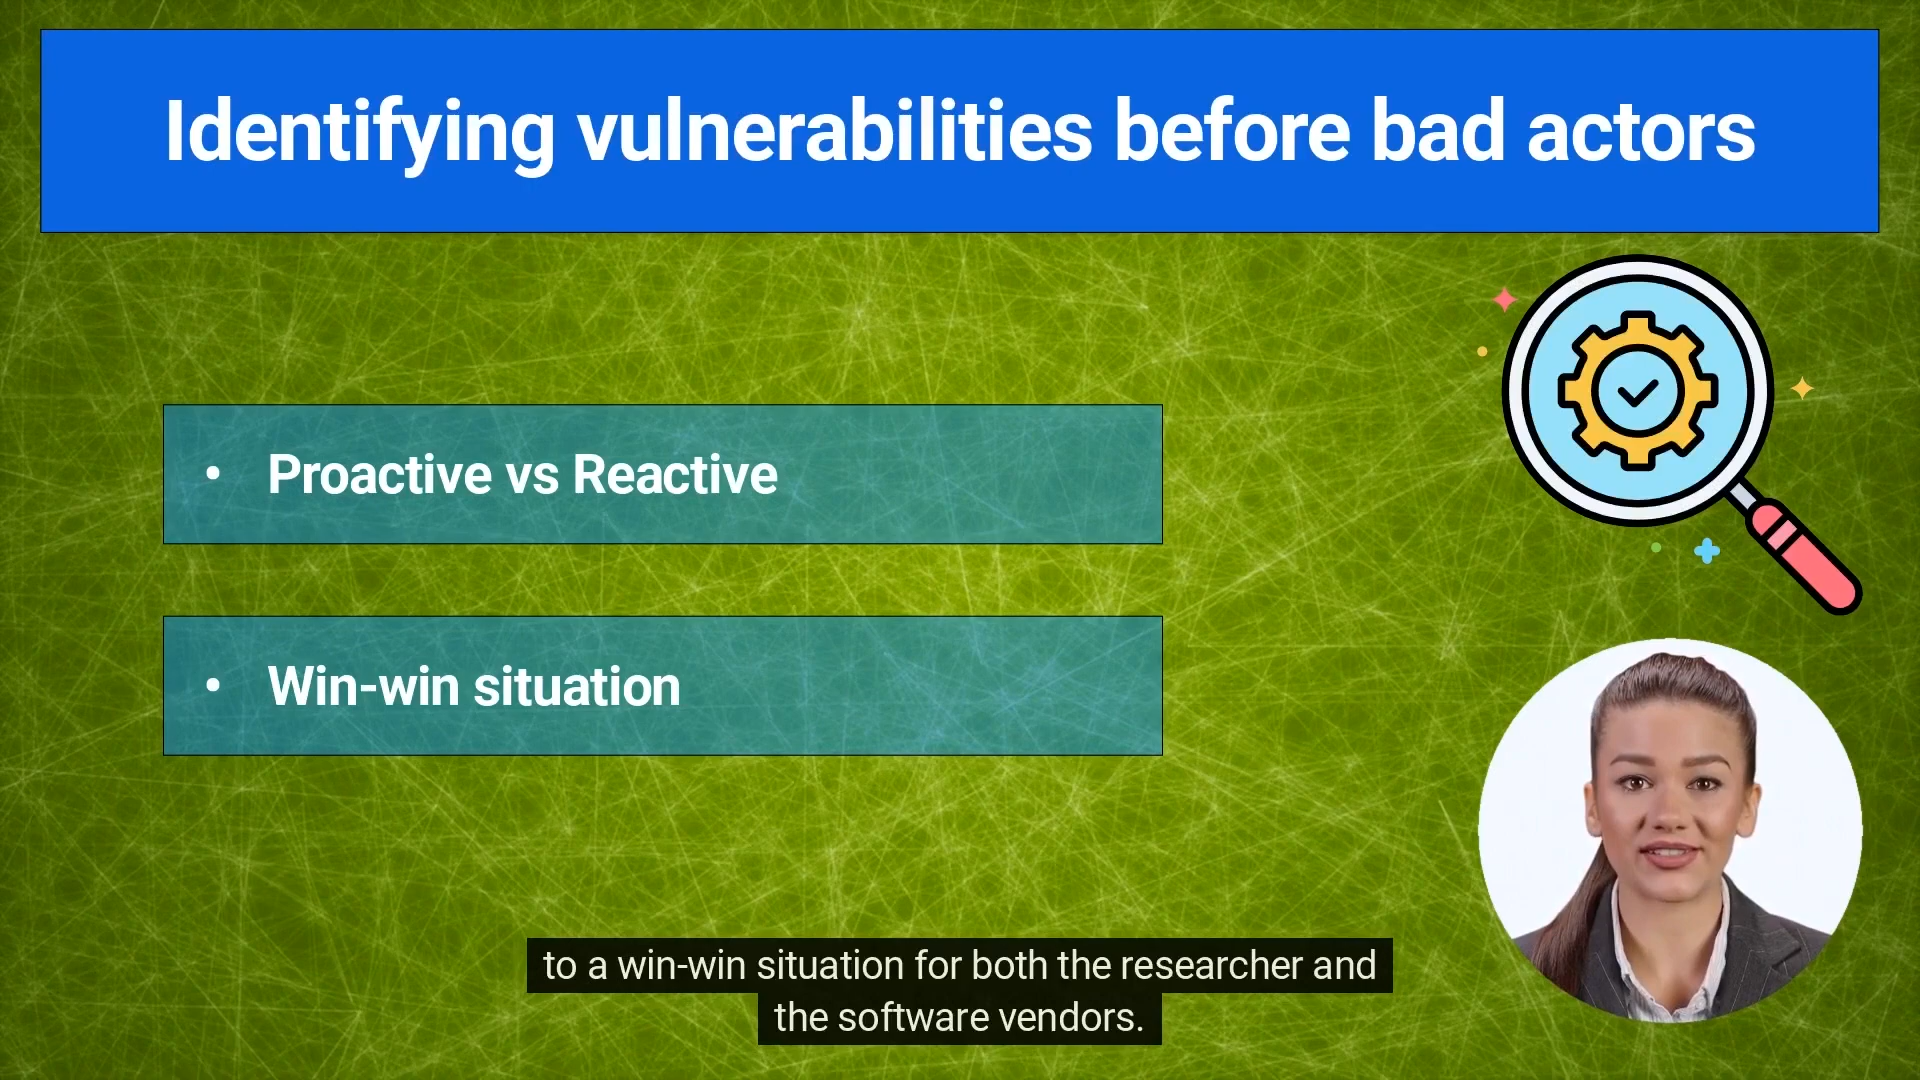 Identifying vulnerabilities before bad actors
• Proactive vs Reactive
• Win-win situation
to a win-win situation for both the researcher and
the software vendors.